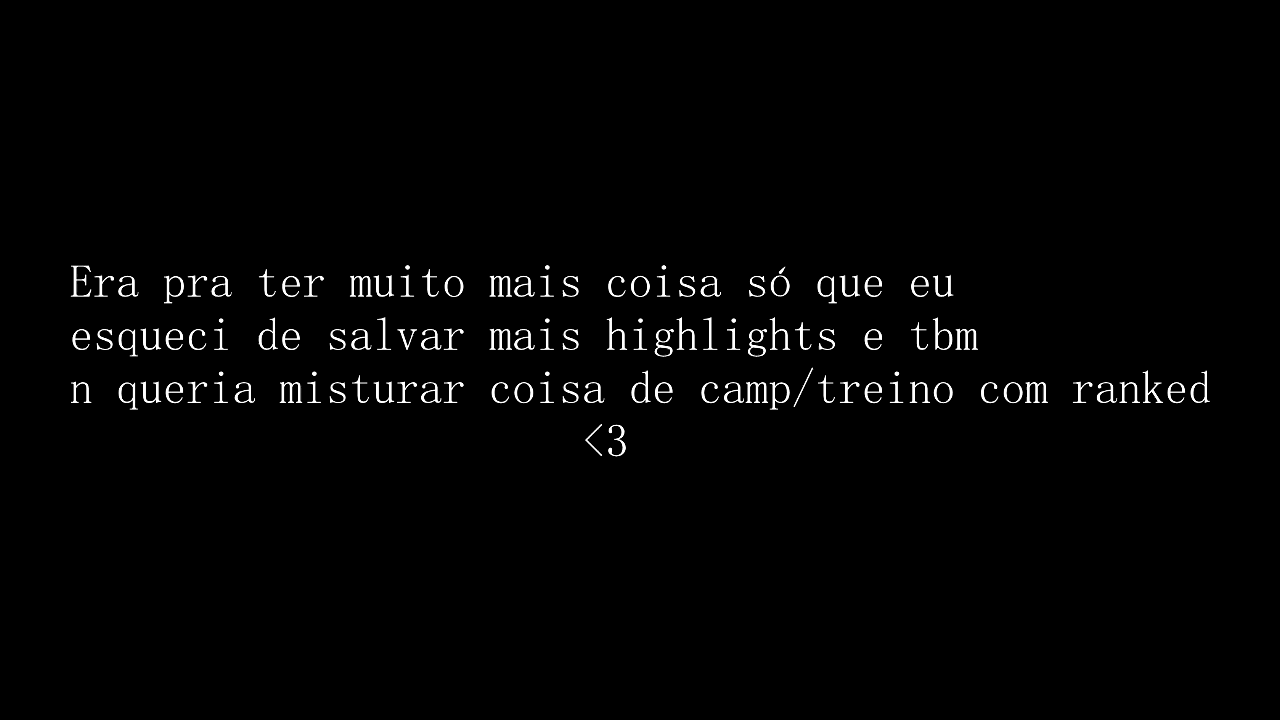 Era pra ter muito mais coisa só que eu
esqueci de salvar mais highlights e tbm
n queria misturar coisa de camp/treino com ranked
<3